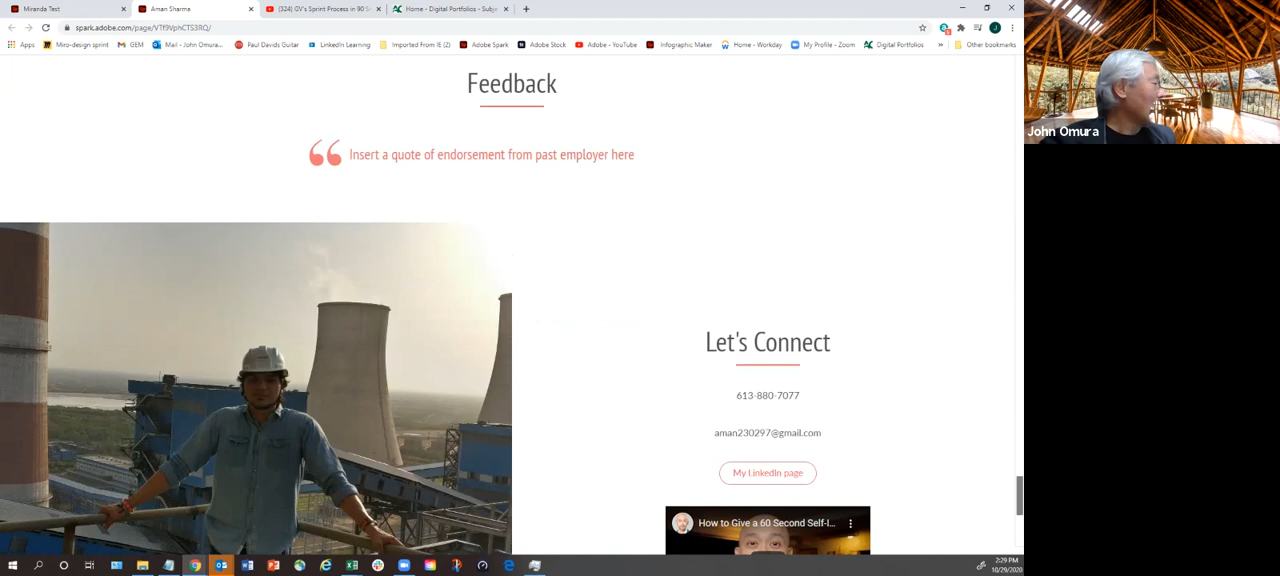 Miranda Test
Aman Sharma
(324) GV's Sprint Process in 90 S
Home - Digital Portfolios - Subje
spark.adobe.com/page/VTf9VphCTS3RQ/
Apps
Miro-design sprint
GEM
Mail - John Omura...
Paul Davids Guitar
LinkedIn Learning
Imported From IE (2)
Adobe Spark
Adobe Stock
Adobe - YouTube
Infographic Maker
Home - Workday
My Profile - Zoom
Digital Portfolios
»
Other bookmarks
Feedback
Insert a quote of endorsement from past employer here
Let's Connect
613-880-7077
aman230297@gmail.com
My LinkedIn page
How to Give a 60 Second Self-I...
John Omura
2:29 PM
10/29/2020